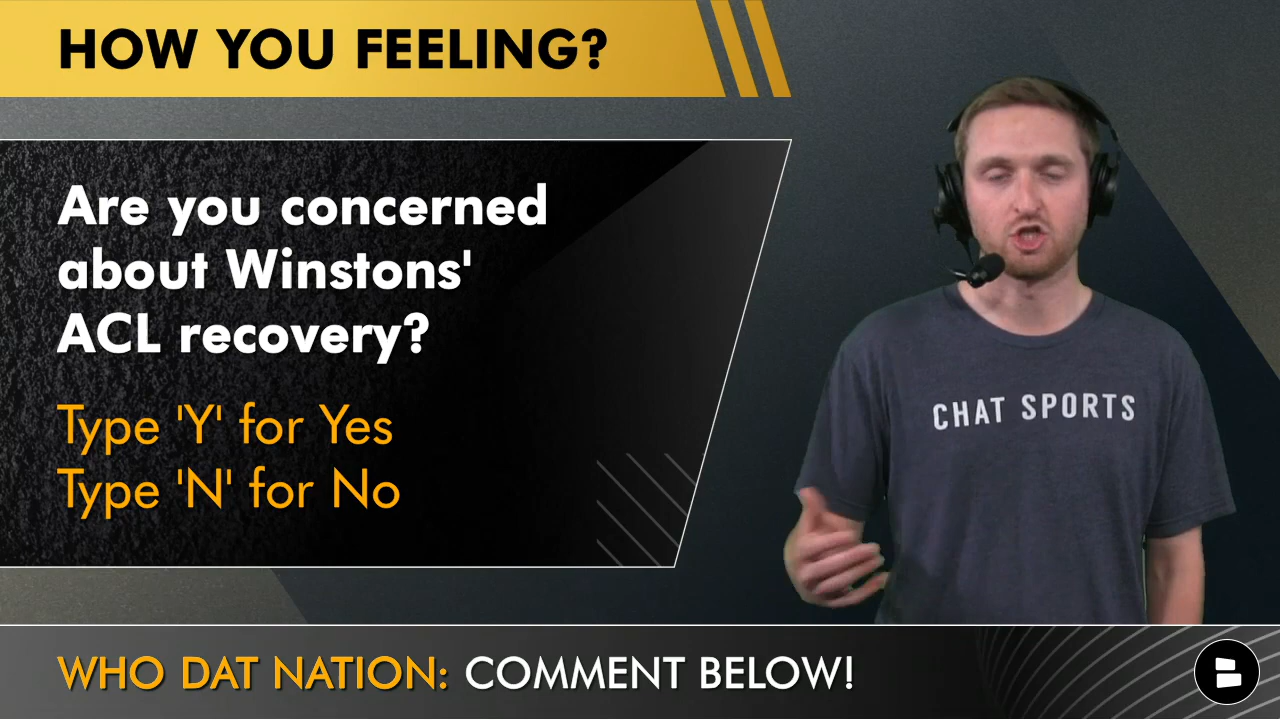 HOW YOU FEELING?
Are you concerned
about Winstons'
ACL recovery?
Type 'Y' for Yes
Type 'N' for No
CHAT SPORTS
WHO DAT NATION: COMMENT BELOW!